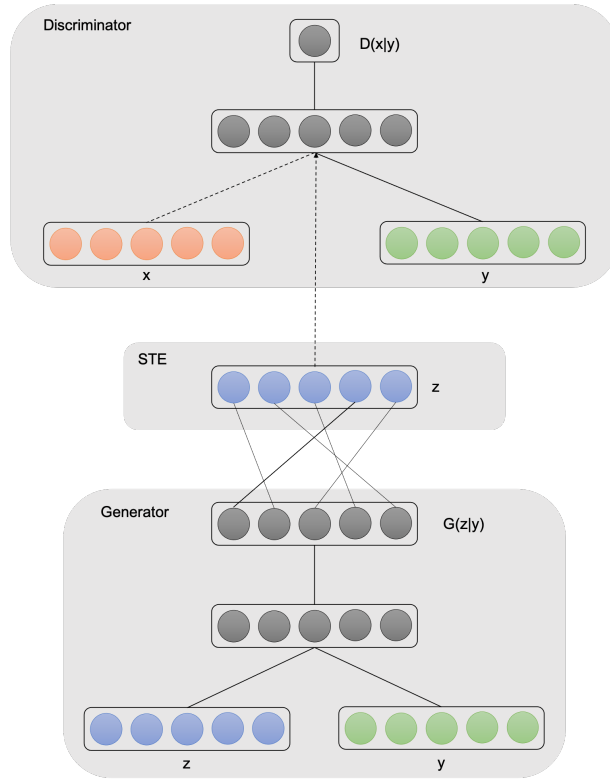 Discriminator
D(x|y)
x
y
STE
z
Generator
G(z|y)
z
y